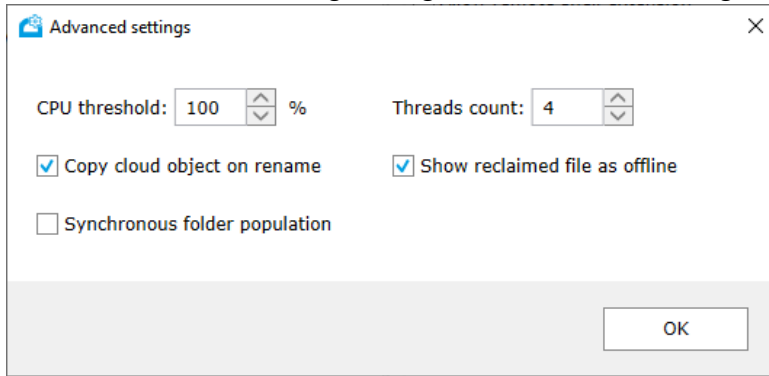 Advanced settings
CPU threshold: 100 % Threads count: 4
Copy cloud object on rename Show reclaimed file as offline
Synchronous folder population
OK